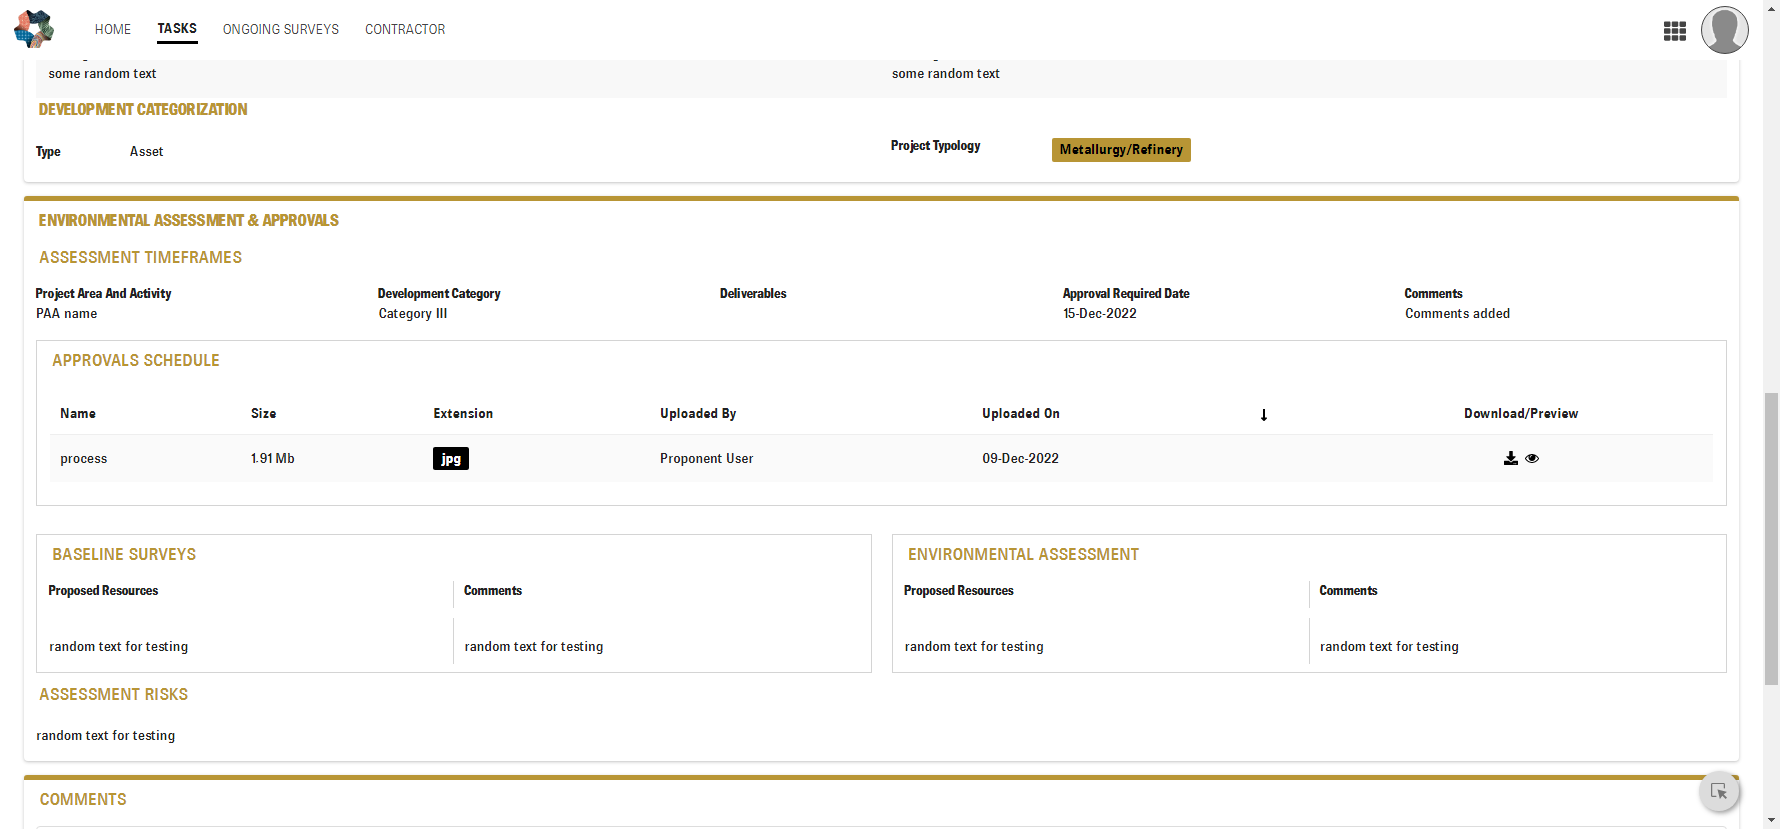 HOME TASKS ONGOING SURVEYS CONTRACTOR
some random text some random text
DEVELOPMENT CATEGORIZATION
Type Asset Project Typology Metallurgy/Refinery
ENVIRONMENTAL ASSESSMENT & APPROVALS
ASSESSMENT TIMEFRAMES
Project Area And Activity Development Category Deliverables Approval Required Date Comments
PAA name Category III 15-Dec-2022 Comments added
APPROVALS SCHEDULE
Name Size Extension Uploaded By Uploaded On Download/Preview
process 1.91 Mb jpg Proponent User 09-Dec-2022
BASELINE SURVEYS ENVIRONMENTAL ASSESSMENT
Proposed Resources Comments Proposed Resources Comments
random text for testing random text for testing random text for testing random text for testing
ASSESSMENT RISKS
random text for testing
COMMENTS